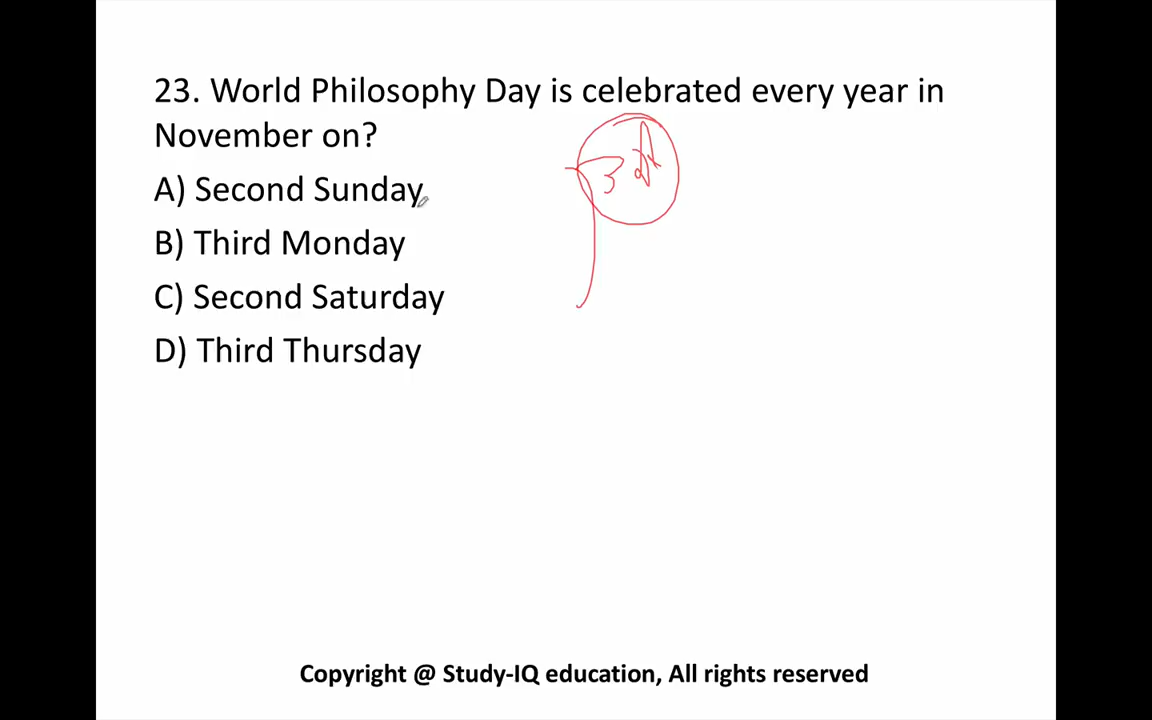 23. World Philosophy Day is celebrated every year in
November on?
3
A) Second Sunday
B) Third Monday
C) Second Saturday
D) Third Thursday
Copyright @ Study-IQ education, All rights reserved